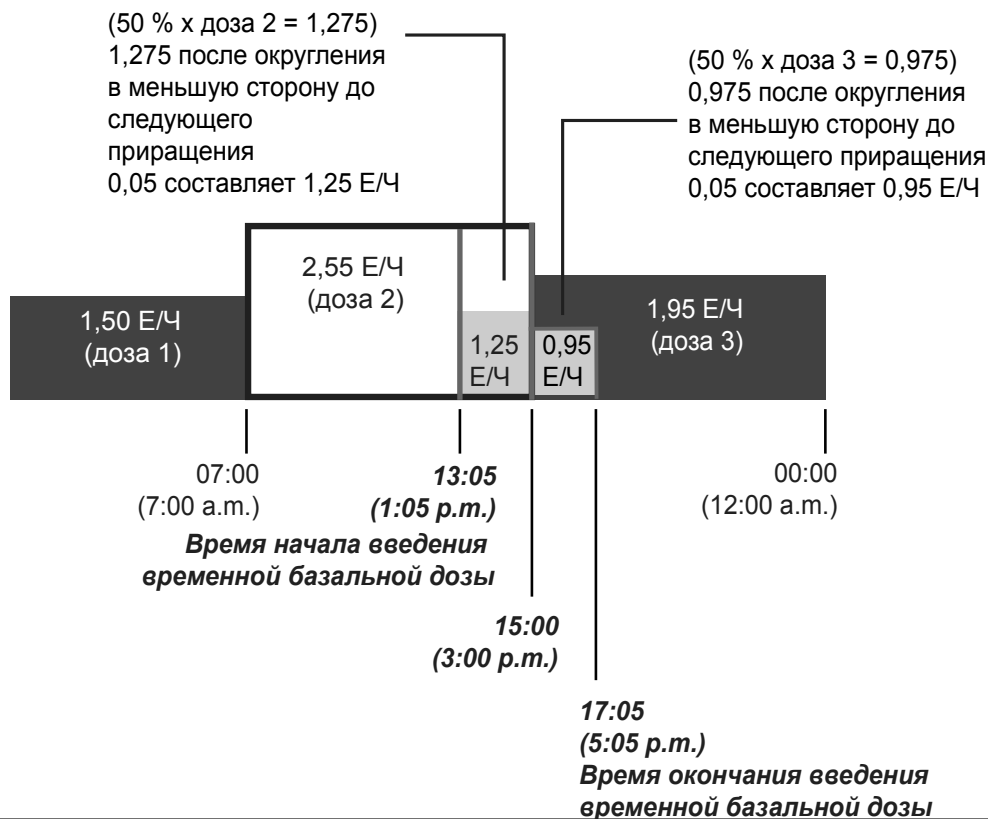 (50 % x доза 2 = 1,275)
1,275 после округления
в меньшую сторону до
следующего
приращения
0,05 составляет 1,25 Е/Ч
(50 % x доза 3 = 0,975)
0,975 после округления
в меньшую сторону до
следующего приращения
0,05 составляет 0,95 Е/Ч
1,50 Е/Ч
(доза 1)
2,55 Е/Ч
(доза 2)
1,25
Е/Ч
0,95
Е/Ч
1,95 Е/Ч
(доза 3)
07:00
(7:00 a.m.)
13:05
(1:05 p.m.)
Время начала введения
временной базальной дозы
00:00
(12:00 a.m.)
15:00
(3:00 p.m.)
17:05
(5:05 p.m.)
Время окончания введения
временной базальной дозы